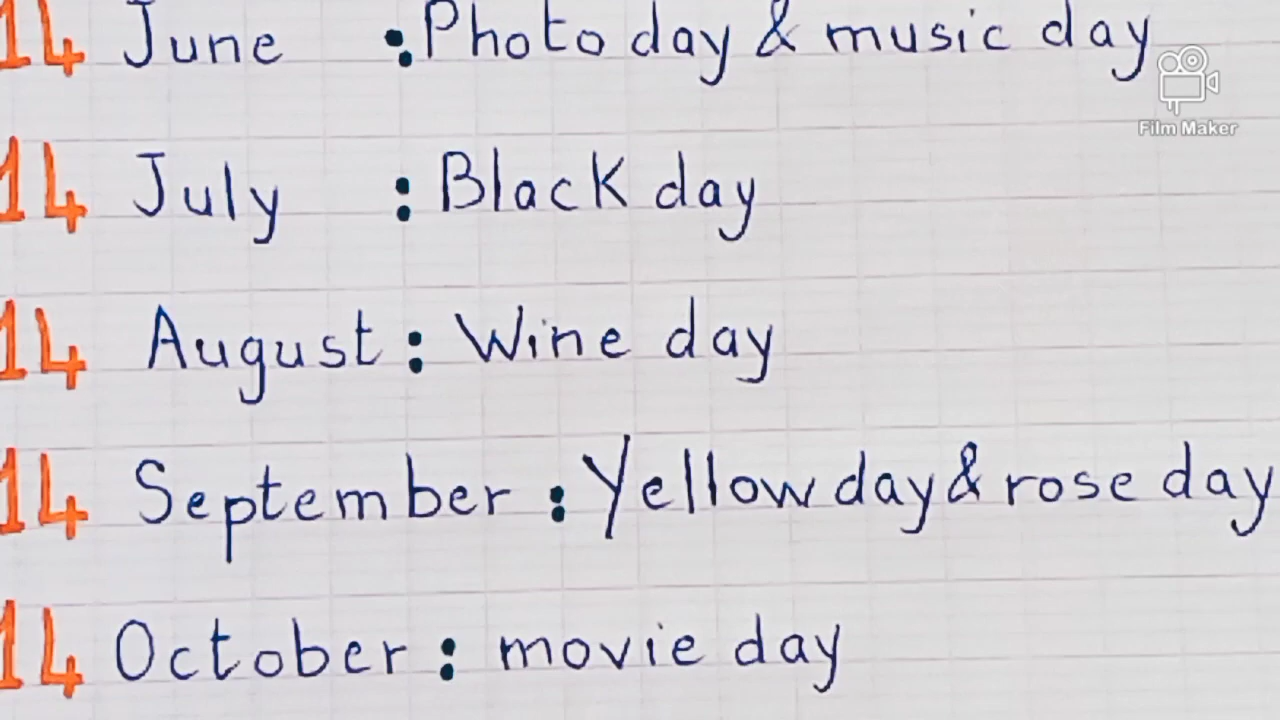 14 June : Photo day & music day
Film Maker
14 July : Black day
14 August : Wine day
14 September : Yellow day & rose day
14 October : movie day